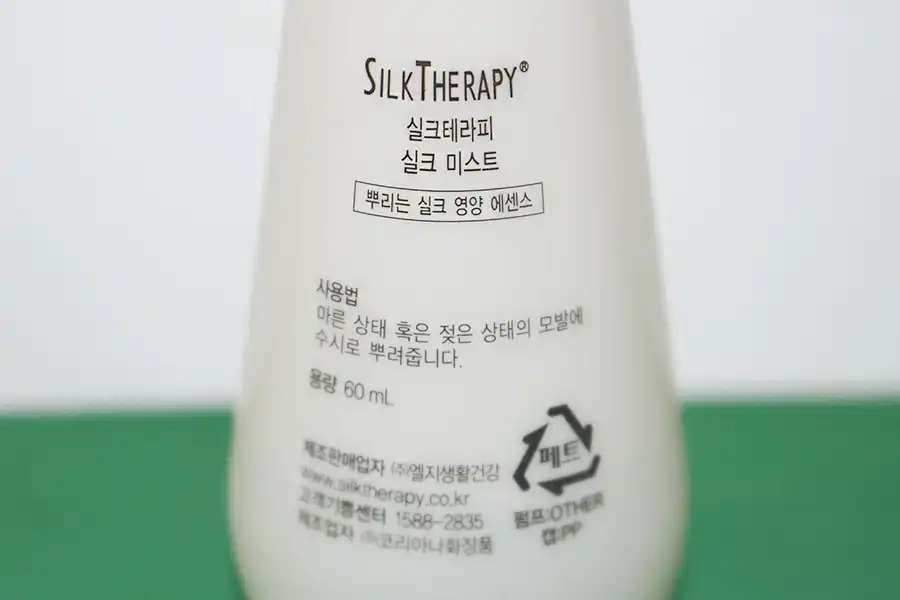 SILKTHERAPY®
실크테라피
실크 미스트
뿌리는 실크 영양 에센스
사용법
마른 상태 혹은 젖은 상태의 모발에
수시로 뿌려줍니다.
용량 60 mL
제조판매업자 ㈜엘지생활건강
www.silktherapy.co.kr
고객기쁨센터 1588-2835
제조업자 ㈜코리아나화장품
페트
펌프:OTHER
캡:PP